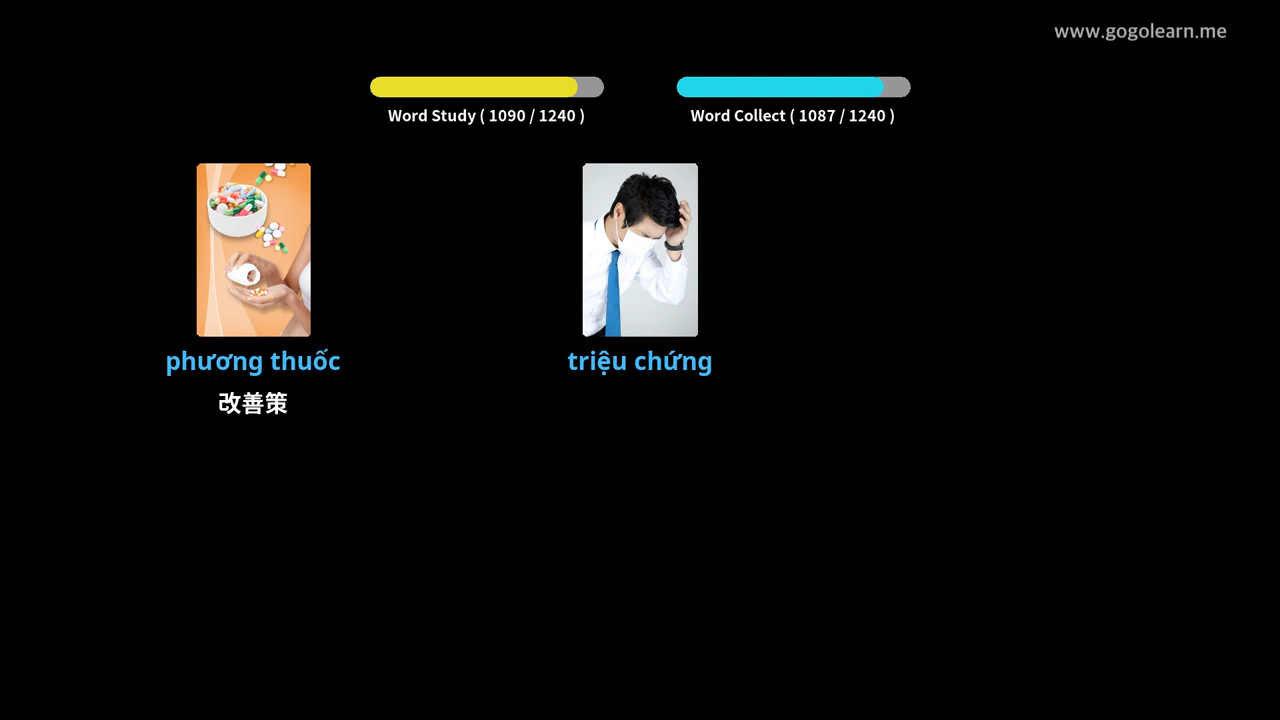 www.gogolearn.me
Word Study ( 1090 / 1240 )
Word Collect ( 1087 / 1240 )
phương thuốc
triệu chứng
改善策